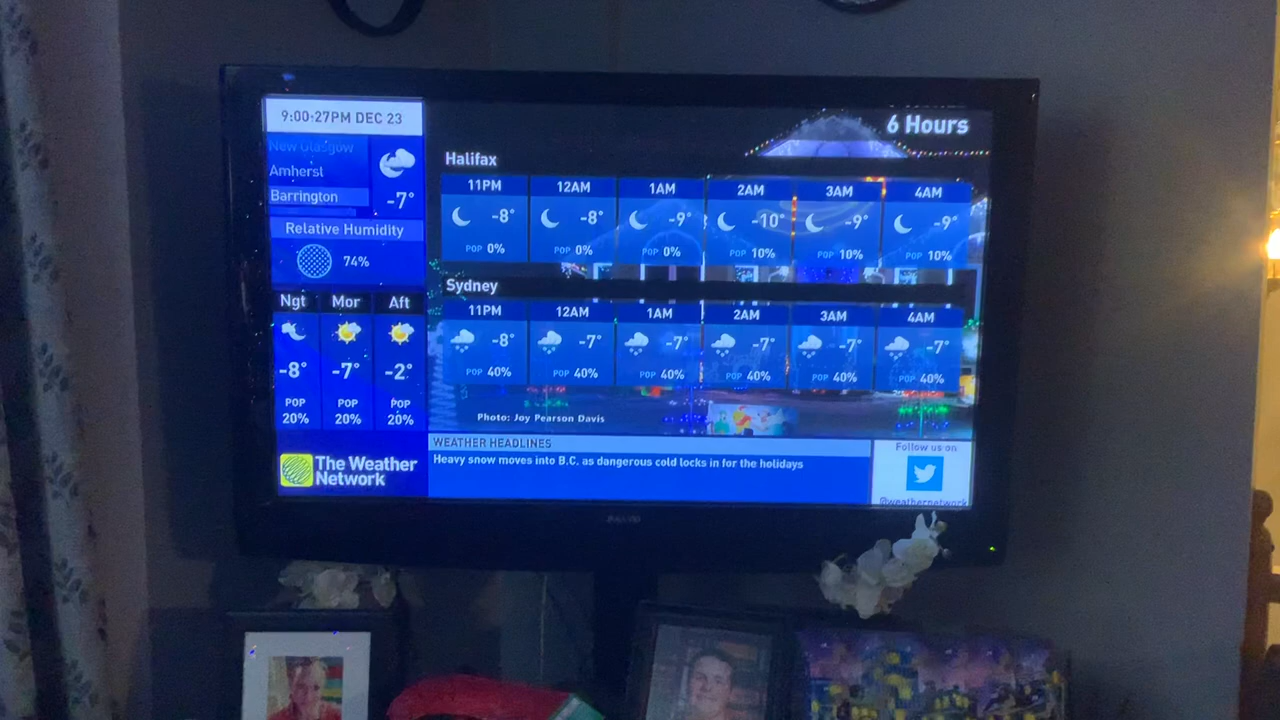 9:00:27PM DEC 23
New Glasgow
Amherst
Barrington
-7°
Relative Humidity
74%
Ngt Mor Aft
-8° -7° -2°
POP POP POP
20% 20% 20%
The Weather
Network
6 Hours
Halifax
11PM 12AM 1AM 2AM 3AM 4AM
-8° -8° -9° -10° -9° -9°
POP 0% POP 0% POP 0% POP 10% POP 10% POP 10%
Sydney
11PM 12AM 1AM 2AM 3AM 4AM
-8° -7° -7° -7° -7° -7°
POP 40% POP 40% POP 40% POP 40% POP 40% POP 40%
Photo: Joy Pearson Davis
WEATHER HEADLINES
Heavy snow moves into B.C. as dangerous cold locks in for the holidays
Follow us on
@weathernetwork